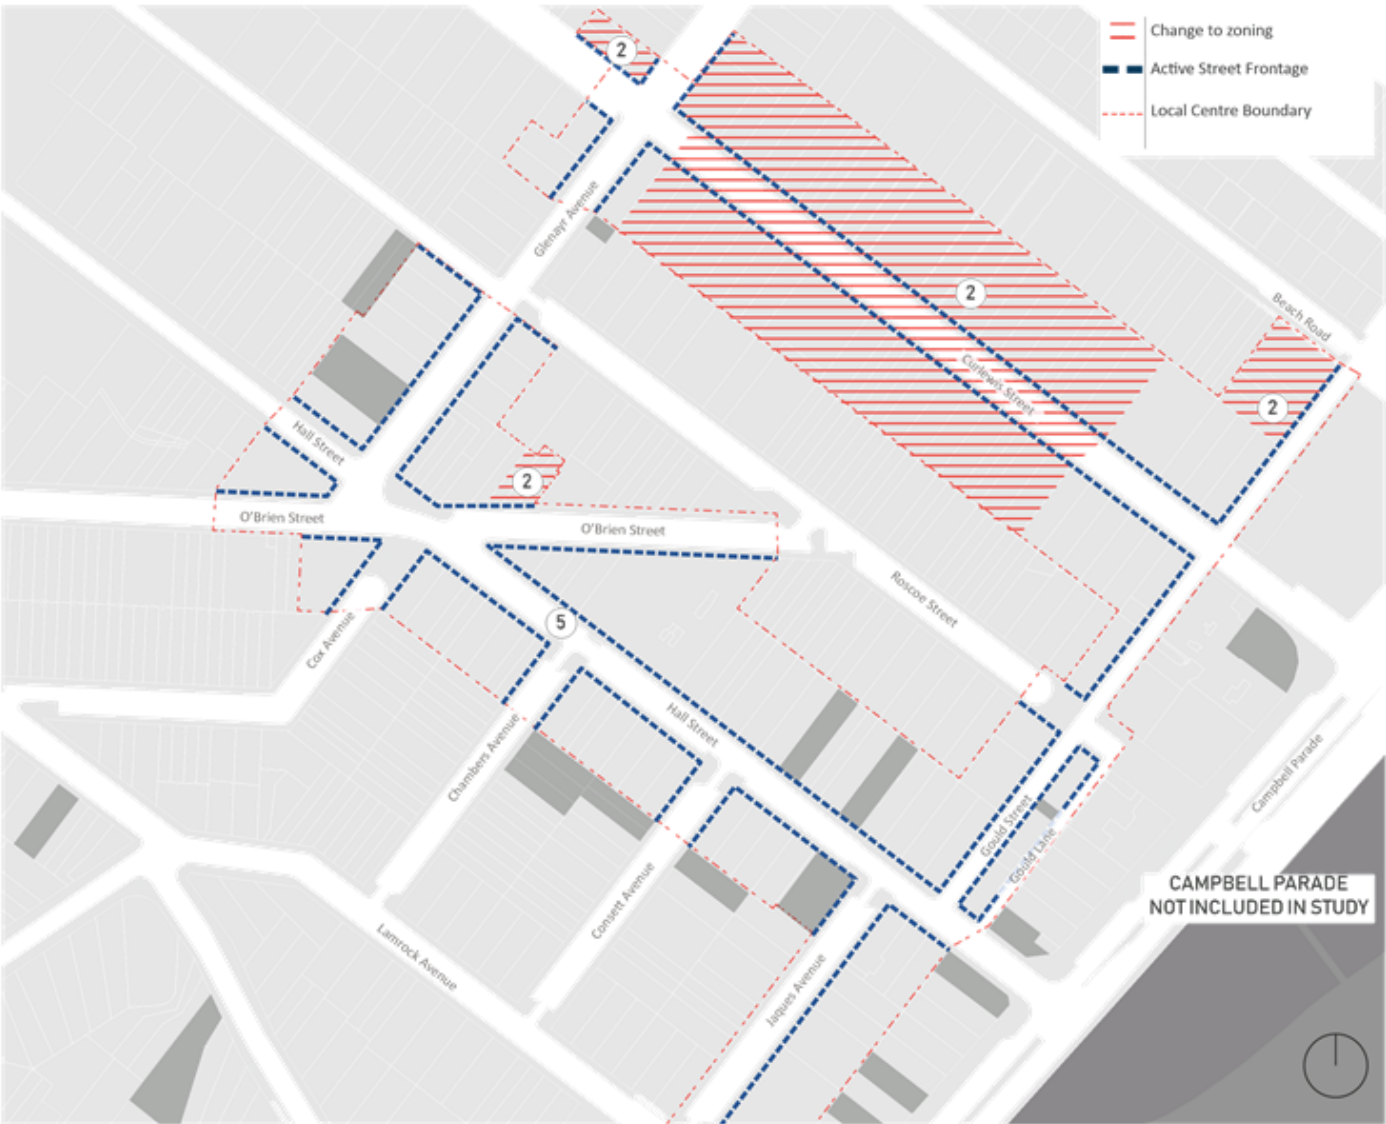 Change to zoning
Active Street Frontage
Local Centre Boundary
2
Glenayr Avenue
2
Beach Road
Curlewis Street
2
Hall Street
2
O'Brien Street
O'Brien Street
Roscoe Street
5
Cox Avenue
Hall Street
Chambers Avenue
Campbell Parade
Gould Street
Gould Lane
CAMPBELL PARADE
NOT INCLUDED IN STUDY
Consett Avenue
Lamrock Avenue
Jaques Avenue